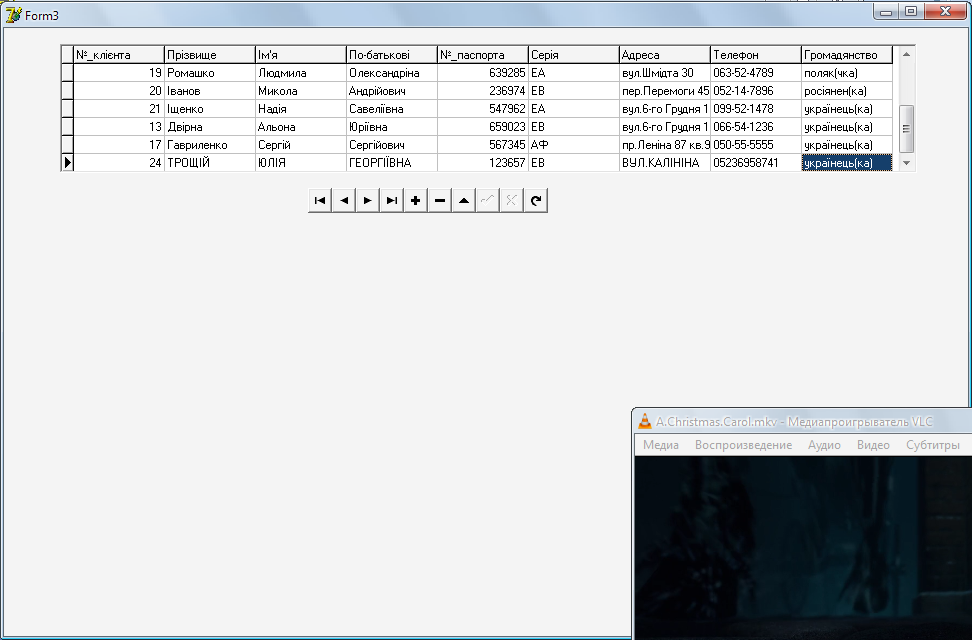 Form3
№_клієнта Прізвище Ім'я По-батькові №_паспорта Серія Адреса Телефон Громадянство
19 Ромашко Людмила Олександріна 639285 ЕА вул.Шмідта 30 063-52-4789 поляк(чка)
20 Іванов Микола Андрійович 236974 ЕВ пер.Перемоги 45 052-14-7896 росіянен(ка)
21 Іщенко Надія Савеліївна 547962 ЕА вул.6-го Грудня 1 099-52-1478 українець(ка)
13 Двірна Альона Юріївна 659023 ЕВ вул.6-го Грудня 1 066-54-1236 українець(ка)
17 Гавриленко Сергій Сергійович 567345 АФ пр.Леніна 87 кв.9 050-55-5555 українець(ка)
24 ТРОЩІЙ ЮЛІЯ ГЕОРГІЇВНА 123657 ЕВ ВУЛ.КАЛІНІНА 05236958741 українець(ка)
A.Christmas.Carol.mkv - Медиапроигрыватель VLC
Медиа Воспроизведение Аудио Видео Субтитры